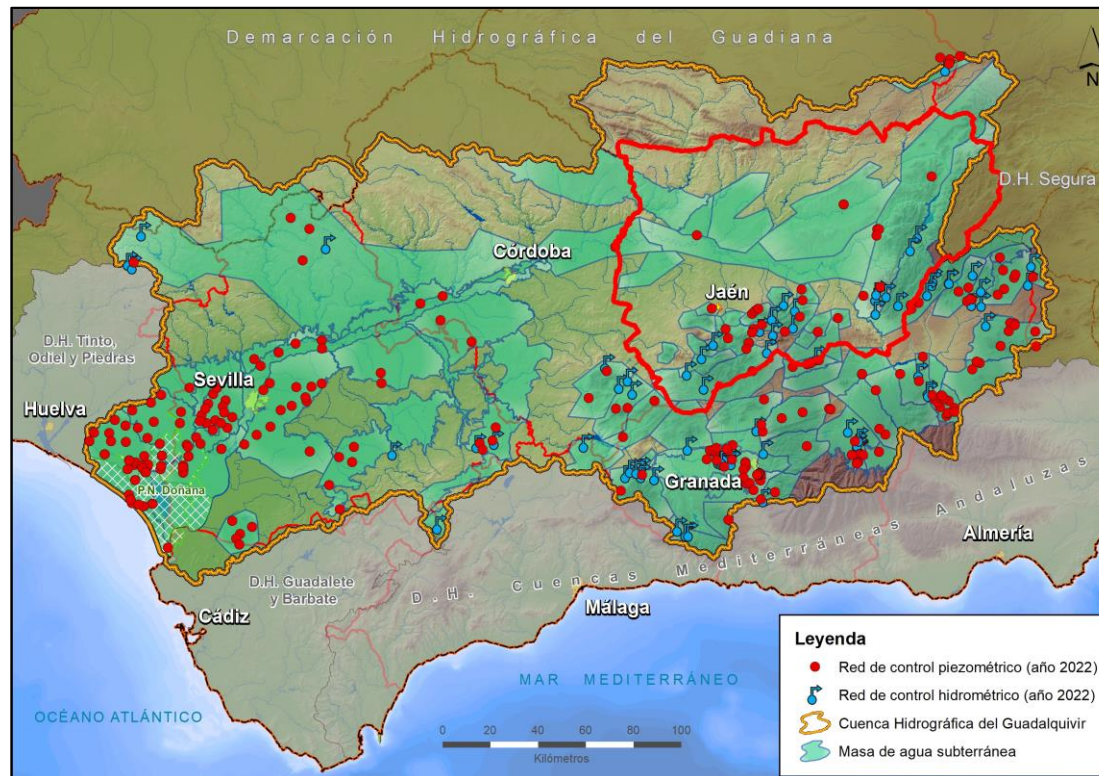 Demarcación Hidrográfica del Guadiana
N
D.H. Segura
Córdoba
Jaén
D.H. Tinto,
Odiel y Piedras
Sevilla
Huelva
P.N. Doñana
Granada
Almería
D.H. Guadalete
y Barbate
D.H. Cuencas Mediterráneas Andaluzas
Málaga
Cádiz
MAR MEDITERRÁNEO
OCÉANO ATLÁNTICO
0 20 40 60 80 100
Kilómetros
Leyenda
Red de control piezométrico (año 2022)
Red de control hidrométrico (año 2022)
Cuenca Hidrográfica del Guadalquivir
Masa de agua subterránea